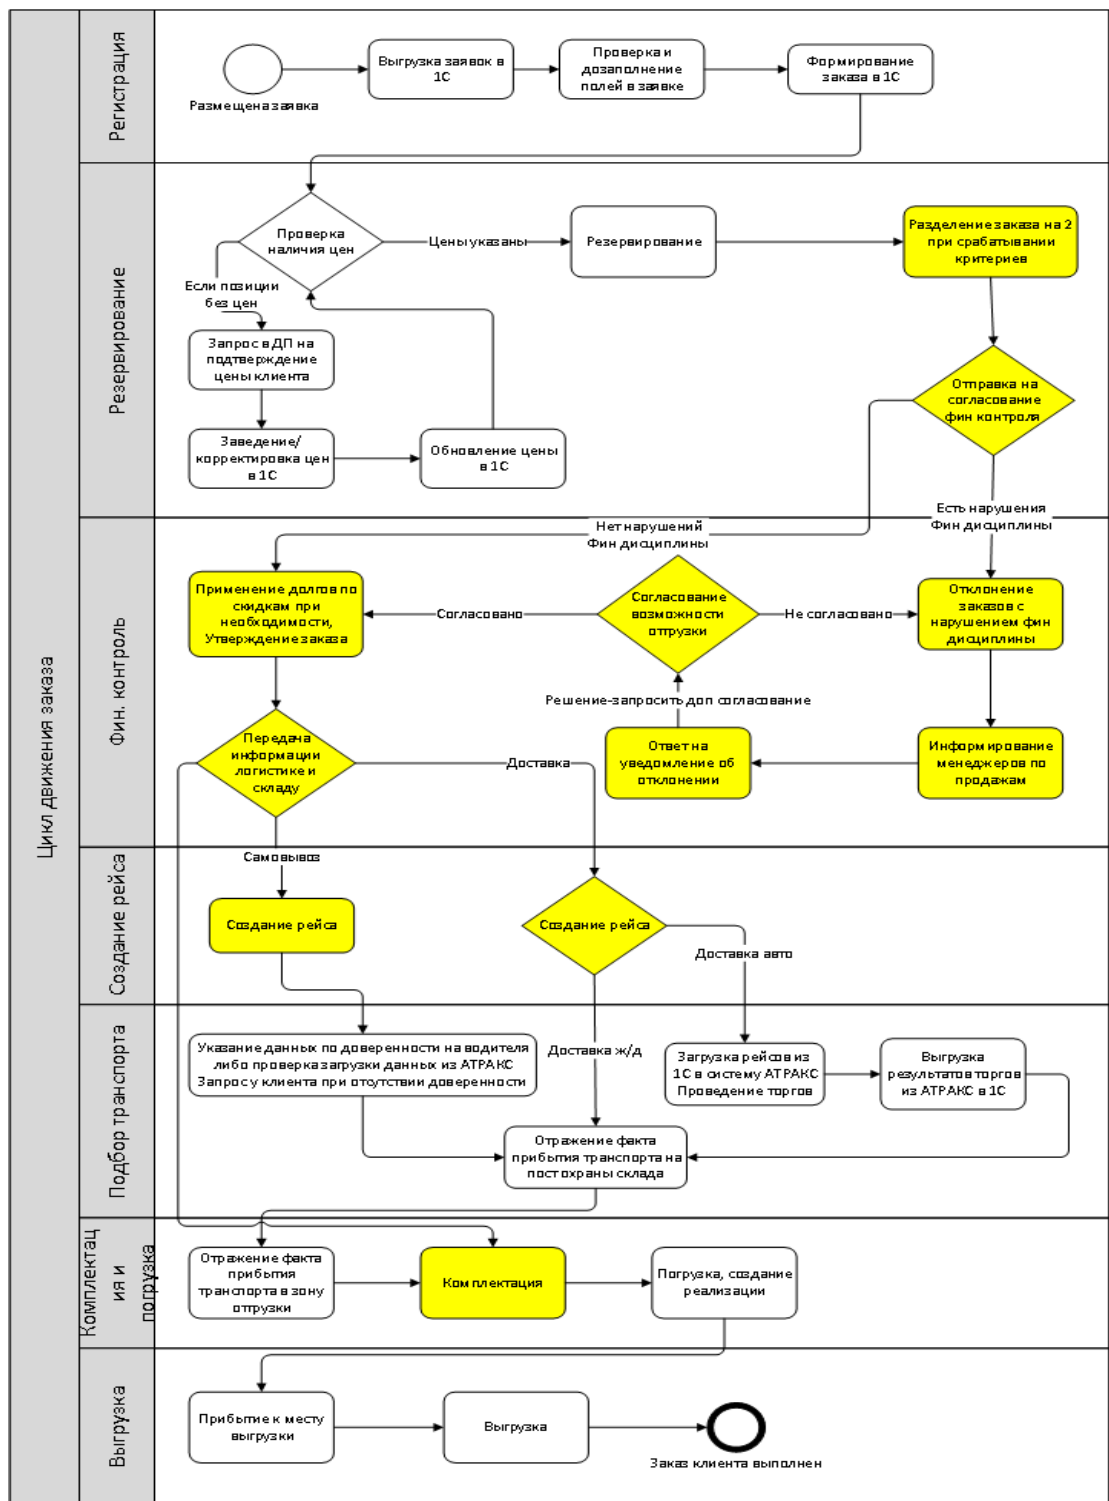 Цикл движения заказа
Регистрация
Размещена заявка
Выгрузка заявок в
1С
Проверка и
дозаполнение
полей в заявке
Формирование
заказа в 1С
Резервирование
Проверка
наличия цен
Цены указаны
Резервирование
Разделение заказа на 2
при срабатывании
критериев
Если позиции
без цен
Запрос в ДП на
подтверждение
цены клиента
Отправка на
согласование
фин контроля
Заведение/
корректировка цен
в 1С
Обновление цены
в 1С
Есть нарушения
Фин дисциплины
Фин. контроль
Нет нарушений
Фин дисциплины
Применение долгов по
скидкам при
необходимости,
Утверждение заказа
Согласовано
Согласование
возможности
отгрузки
Не согласовано
Отклонение
заказов с
нарушением фин
дисциплины
Решение-запросить доп согласование
Передача
информации
логистике и
складу
Доставка
Ответ на
уведомление об
отклонении
Информирование
менеджеров по
продажам
Создание рейса
Самовывоз
Создание рейса
Создание рейса
Доставка авто
Подбор транспорта
Указание данных по доверенности на водителя
либо проверка загрузки данных из АТРАКС
Запрос у клиента при отсутствии доверенности
Доставка ж/д
Загрузка рейсов из
1С в систему АТРАКС
Проведение торгов
Выгрузка
результатов торгов
из АТРАКС в 1С
Отражение факта
прибытия транспорта на
пост охраны склада
Комплектац
ия и
погрузка
Отражение факта
прибытия
транспорта в зону
отгрузки
Комплектация
Погрузка, создание
реализации
Выгрузка
Прибытие к месту
выгрузки
Выгрузка
Заказ клиента выполнен